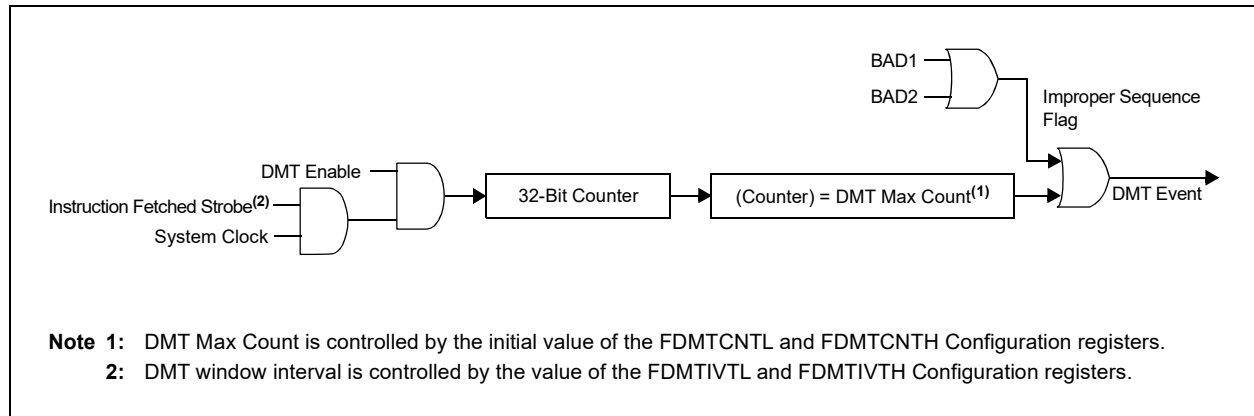 BAD1
BAD2
Improper Sequence
Flag
DMT Enable
Instruction Fetched Strobe(2)
System Clock
32-Bit Counter
(Counter) = DMT Max Count(1)
DMT Event
Note 1: DMT Max Count is controlled by the initial value of the FDMTCNTL and FDMTCNTH Configuration registers.
2: DMT window interval is controlled by the value of the FDMTIVTL and FDMTIVTH Configuration registers.